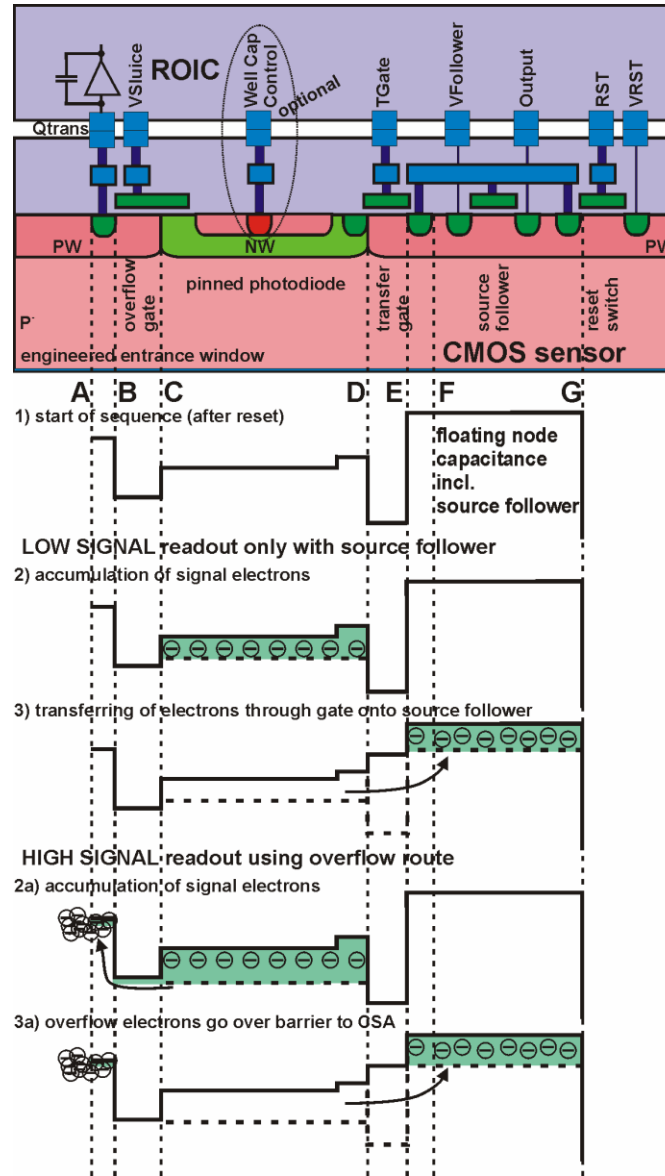 ROIC
VSluice
Well Cap
Control
optional
TGate
VFollower
Output
RST
VRST
Qtrans
PW
overflow
gate
NW
pinned photodiode
transfer
gate
source
follower
reset
switch
PW
P-
engineered entrance window
CMOS sensor
A B C D E F G
1) start of sequence (after reset)
floating node
capacitance
incl.
source follower
LOW SIGNAL readout only with source follower
2) accumulation of signal electrons
3) transferring of electrons through gate onto source follower
HIGH SIGNAL readout using overflow route
2a) accumulation of signal electrons
3a) overflow electrons go over barrier to CSA